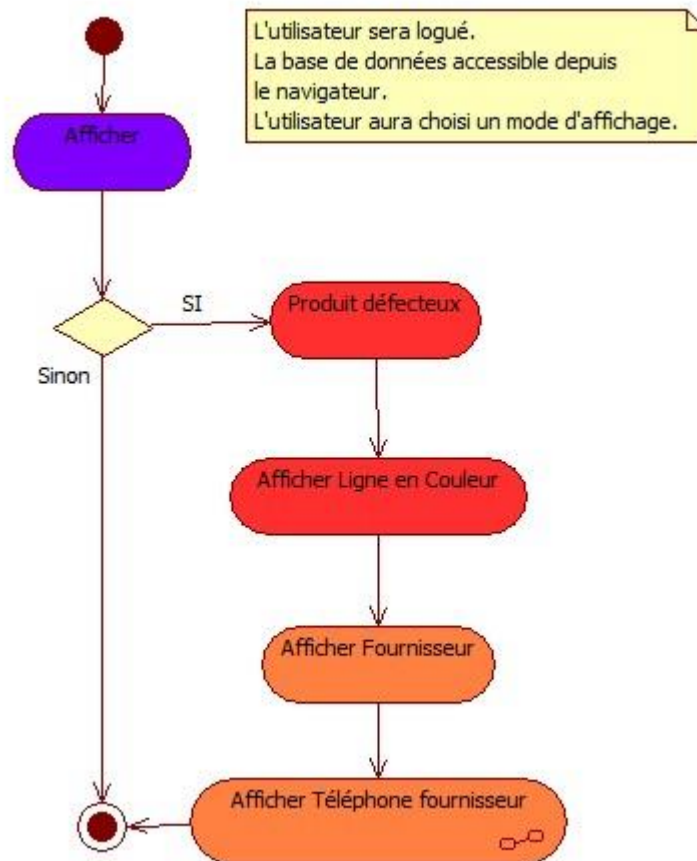 L'utilisateur sera logué.
La base de données accessible depuis
le navigateur.
L'utilisateur aura choisi un mode d'affichage.
Afficher
SI
Produit défecteux
Sinon
Afficher Ligne en Couleur
Afficher Fournisseur
Afficher Téléphone fournisseur